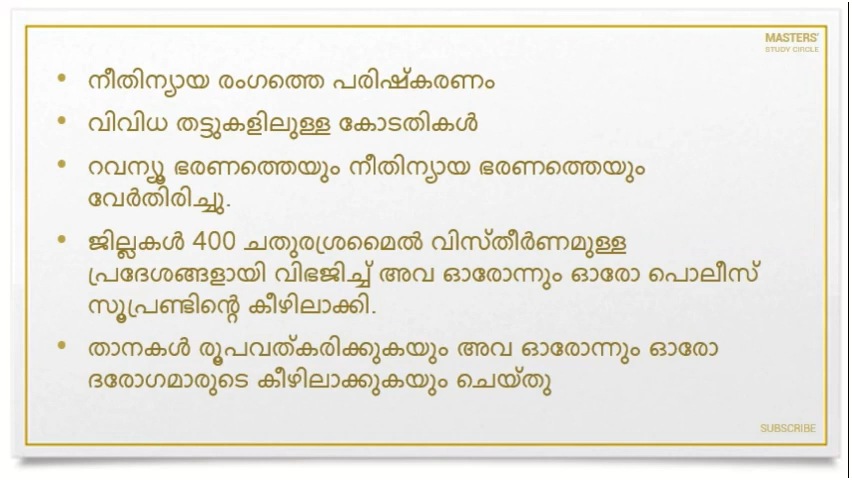 MASTERS'
STUDY CIRCLE
• നീതിന്യായ രംഗത്തെ പരിഷ്കരണം
• വിവിധ തട്ടുകളിലുള്ള കോടതികൾ
• റവന്യൂ ഭരണത്തെയും നീതിന്യായ ഭരണത്തെയും
വേർതിരിച്ചു.
• ജില്ലകൾ 400 ചതുരശ്രമൈൽ വിസ്തീർണമുള്ള
പ്രദേശങ്ങളായി വിഭജിച്ച് അവ ഓരോന്നും ഓരോ പൊലീസ്
സൂപ്രണ്ടിന്റെ കീഴിലാക്കി.
• താനകൾ രൂപവത്കരിക്കുകയും അവ ഓരോന്നും ഓരോ
ദരോഗമാരുടെ കീഴിലാക്കുകയും ചെയ്തു
SUBSCRIBE